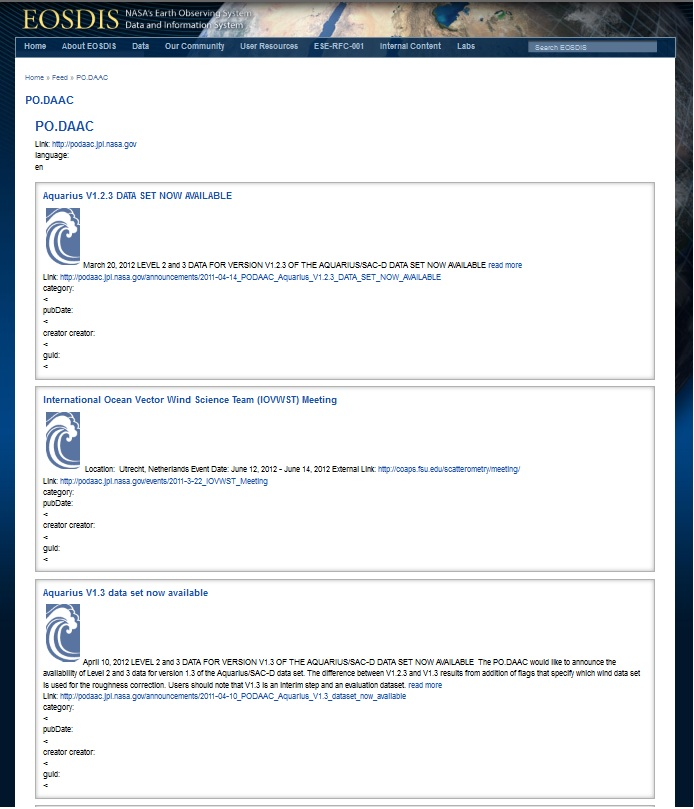 EOSDIS NASA's Earth Observing System
Data and Information System
Home About EOSDIS Data Our Community User Resources ESE-RFC-001 Internal Content Labs Search EOSDIS
Home » Feed » PO.DAAC
PO.DAAC
PO.DAAC
Link: http://podaac.jpl.nasa.gov
language:
en
Aquarius V1.2.3 DATA SET NOW AVAILABLE
March 20, 2012 LEVEL 2 and 3 DATA FOR VERSION V1.2.3 OF THE AQUARIUS/SAC-D DATA SET NOW AVAILABLE read more
Link: http://podaac.jpl.nasa.gov/announcements/2011-04-14_PODAAC_Aquarius_V1.2.3_DATA_SET_NOW_AVAILABLE
category:
<
pubDate:
<
creator creator:
<
guid:
<
International Ocean Vector Wind Science Team (IOVWST) Meeting
Location: Utrecht, Netherlands Event Date: June 12, 2012 - June 14, 2012 External Link: http://coaps.fsu.edu/scatterometry/meeting/
Link: http://podaac.jpl.nasa.gov/events/2011-3-22_IOVWST_Meeting
category:
pubDate:
<
creator creator:
<
guid:
<
Aquarius V1.3 data set now available
April 10, 2012 LEVEL 2 and 3 DATA FOR VERSION V1.3 OF THE AQUARIUS/SAC-D DATA SET NOW AVAILABLE The PO.DAAC would like to announce the
availability of Level 2 and 3 data for version 1.3 of the Aquarius/SAC-D data set. The difference between V1.2.3 and V1.3 results from addition of flags that specify which wind data set
is used for the roughness correction. Users should note that V1.3 is an interim step and an evaluation dataset. read more
Link: http://podaac.jpl.nasa.gov/announcements/2011-04-10_PODAAC_Aquarius_V1.3_dataset_now_available
category:
<
pubDate:
<
creator creator:
<
guid:
<